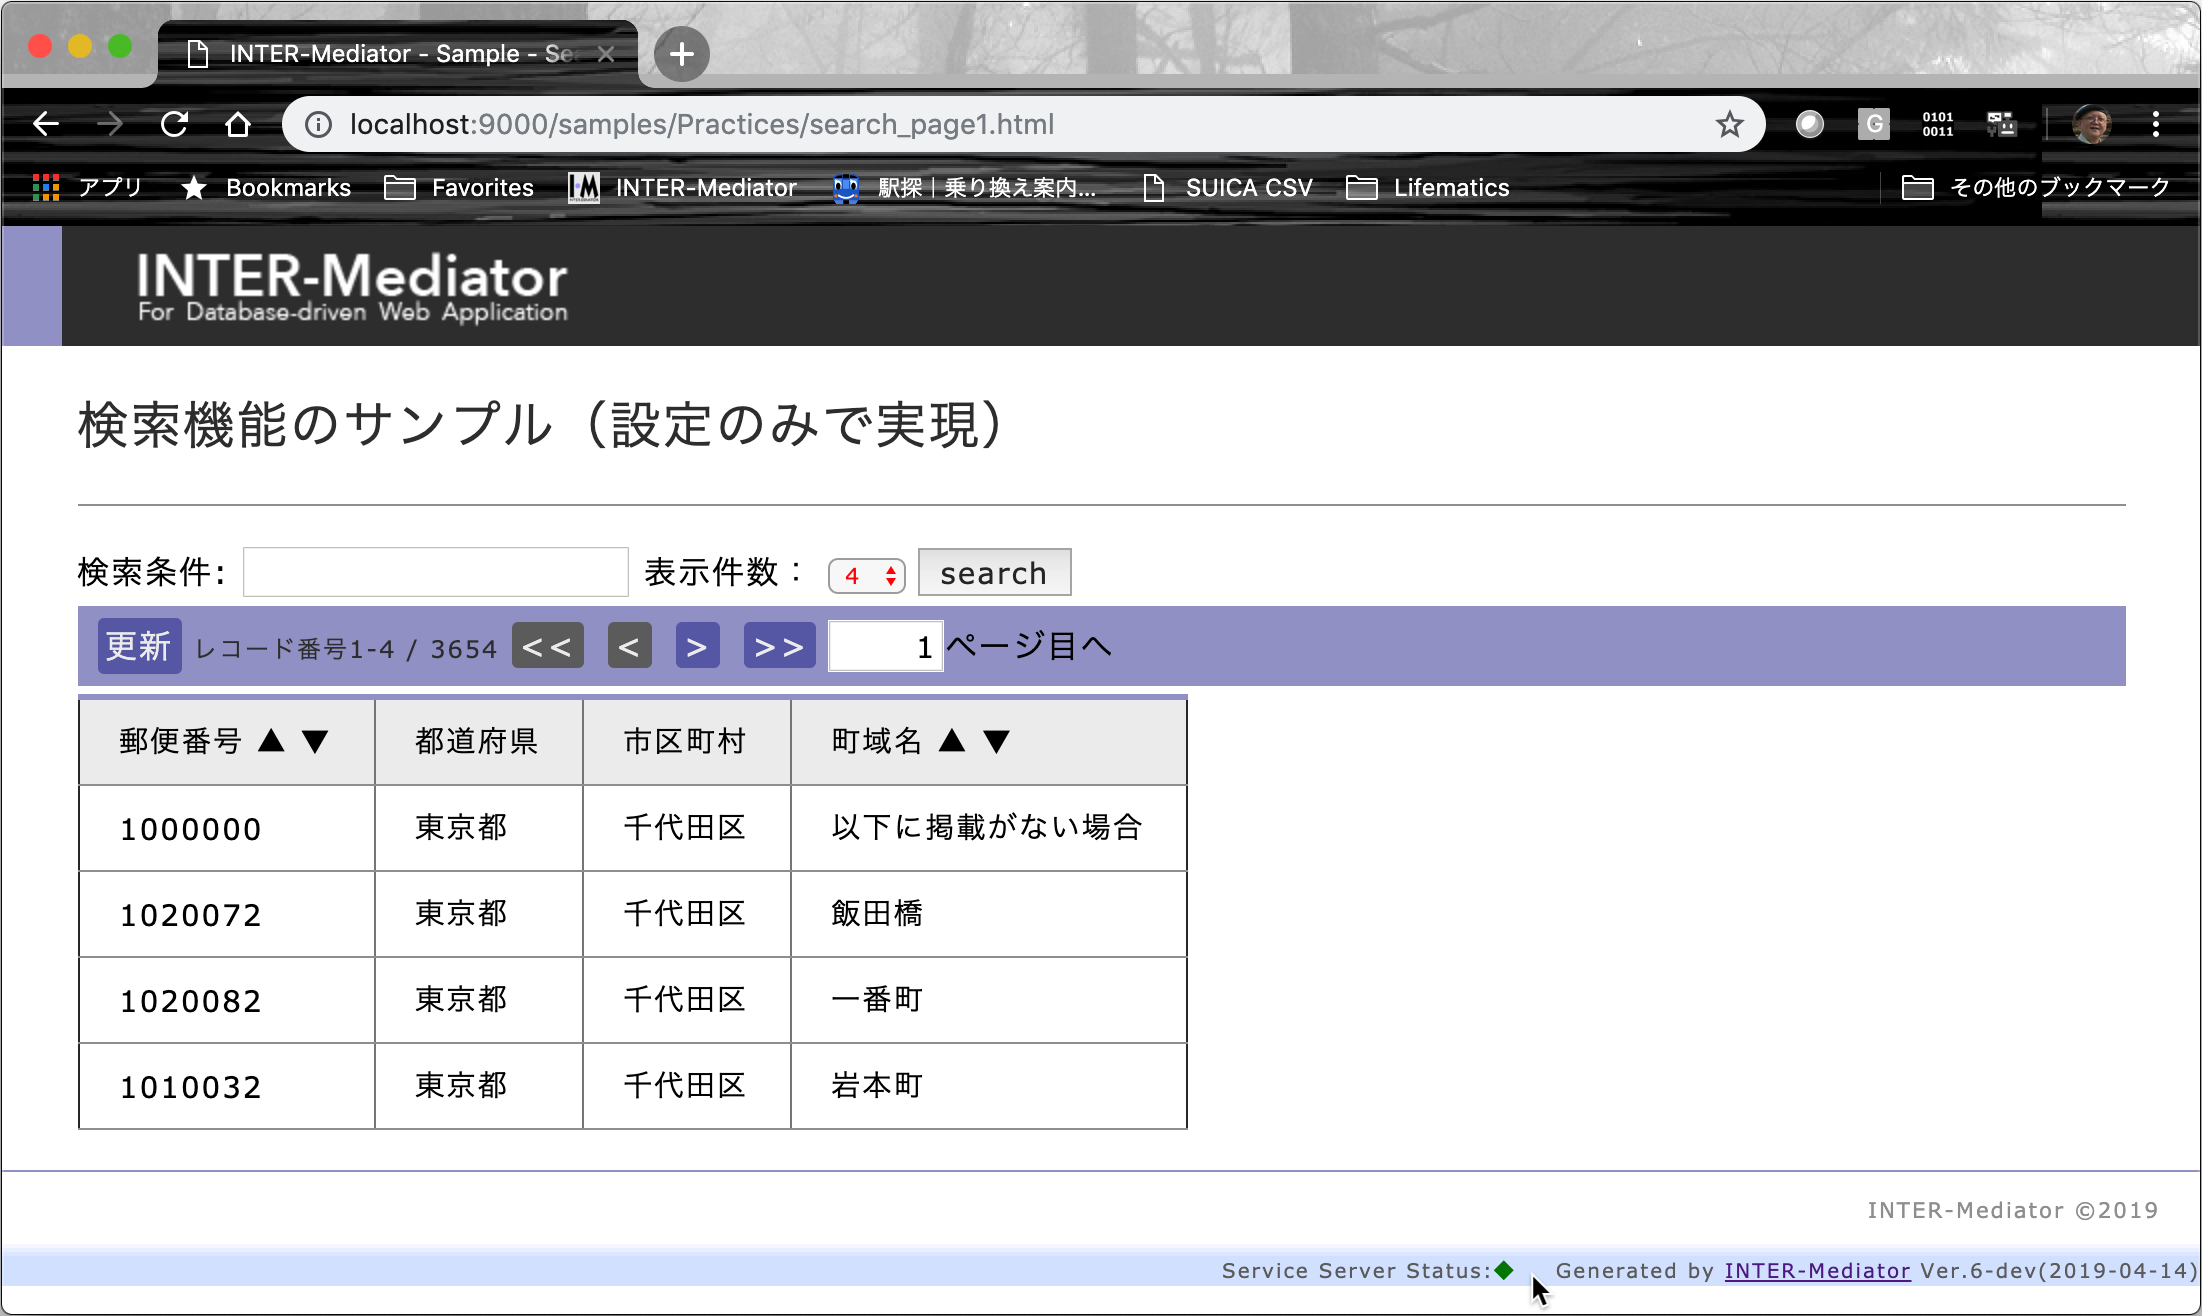 INTER-Mediator - Sample - Se
localhost:9000/samples/Practices/search_page1.html
G
0101
0011
アプリ Bookmarks Favorites INTER-Mediator 駅探｜乗り換え案内... SUICA CSV Lifematics その他のブックマーク
INTER-Mediator
For Database-driven Web Application
検索機能のサンプル（設定のみで実現）
検索条件: 表示件数： 4 search
更新 レコード番号1-4 / 3654 << < > >> 1 ページ目へ
郵便番号 ▲ ▼ 都道府県 市区町村 町域名 ▲ ▼
1000000 東京都 千代田区 以下に掲載がない場合
1020072 東京都 千代田区 飯田橋
1020082 東京都 千代田区 一番町
1010032 東京都 千代田区 岩本町
INTER-Mediator ©2019
Service Server Status:◆ Generated by INTER-Mediator Ver.6-dev(2019-04-14)